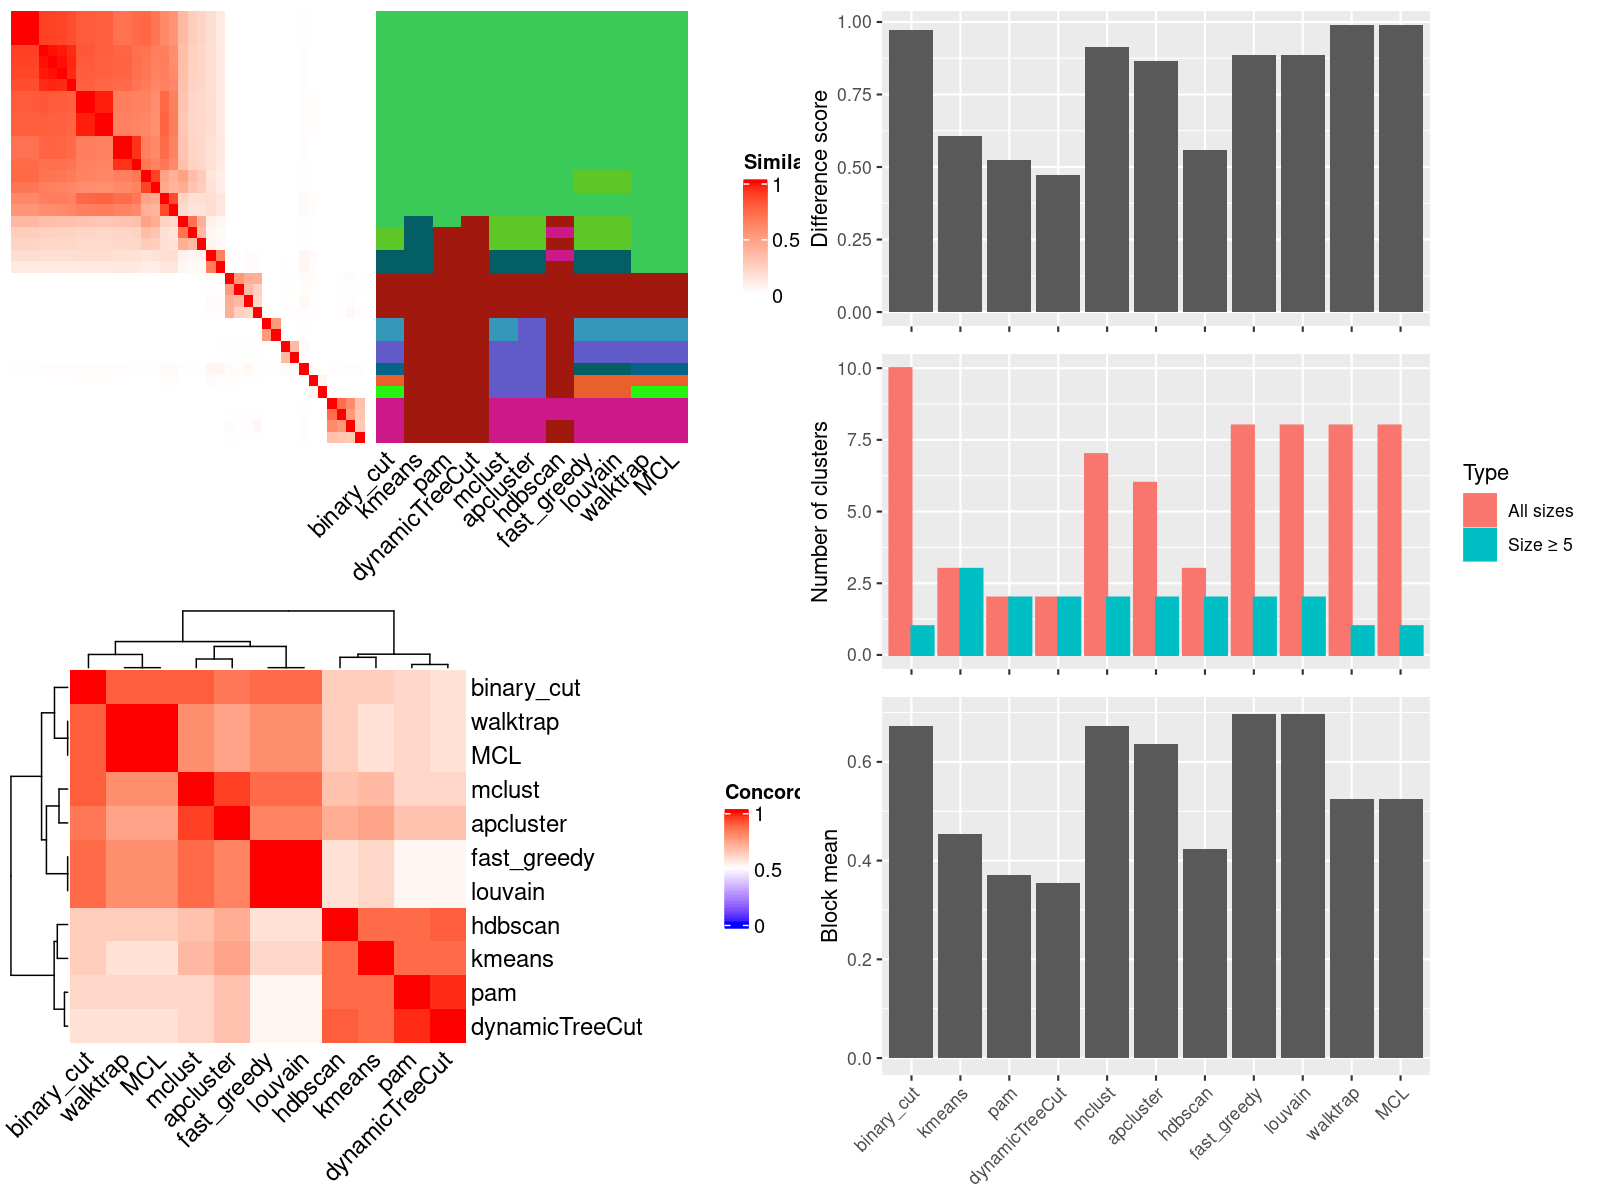 Simila
1
0.5
0
binary_cut
kmeans
pam
dynamicTreeCut
mclust
apcluster
hdbscan
fast_greedy
louvain
walktrap
MCL
binary_cut
walktrap
MCL
mclust
apcluster
fast_greedy
louvain
hdbscan
kmeans
pam
dynamicTreeCut
Concord
1
0.5
0
binary_cut
walktrap
MCL
mclust
apcluster
fast_greedy
louvain
hdbscan
kmeans
pam
dynamicTreeCut
Difference score
1.00
0.75
0.50
0.25
0.00
Number of clusters
10.0
7.5
5.0
2.5
0.0
Type
All sizes
Size ≥ 5
Block mean
0.6
0.4
0.2
0.0
binary_cut
kmeans
pam
dynamicTreeCut
mclust
apcluster
hdbscan
fast_greedy
louvain
walktrap
MCL